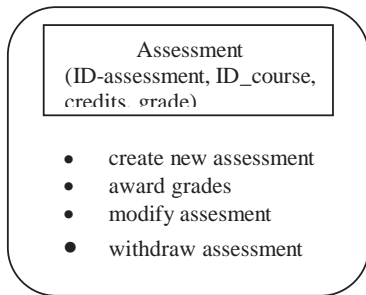 Assessment
(ID-assessment, ID_course,
credits, grade)
• create new assessment
• award grades
• modify assesment
• withdraw assessment